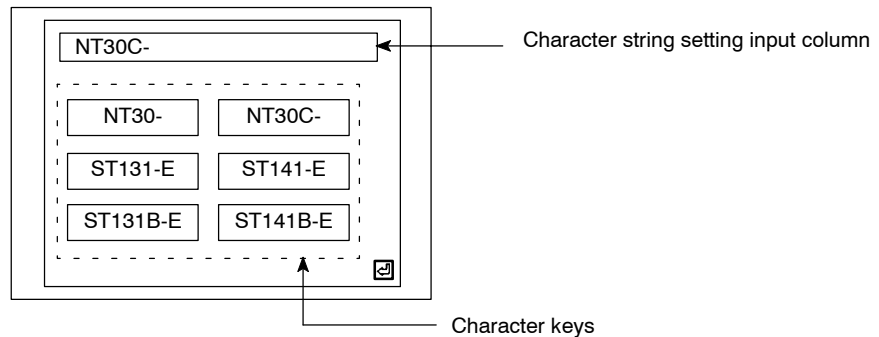 NT30C-
Character string setting input column
NT30-
NT30C-
ST131-E
ST141-E
ST131B-E
ST141B-E
Character keys